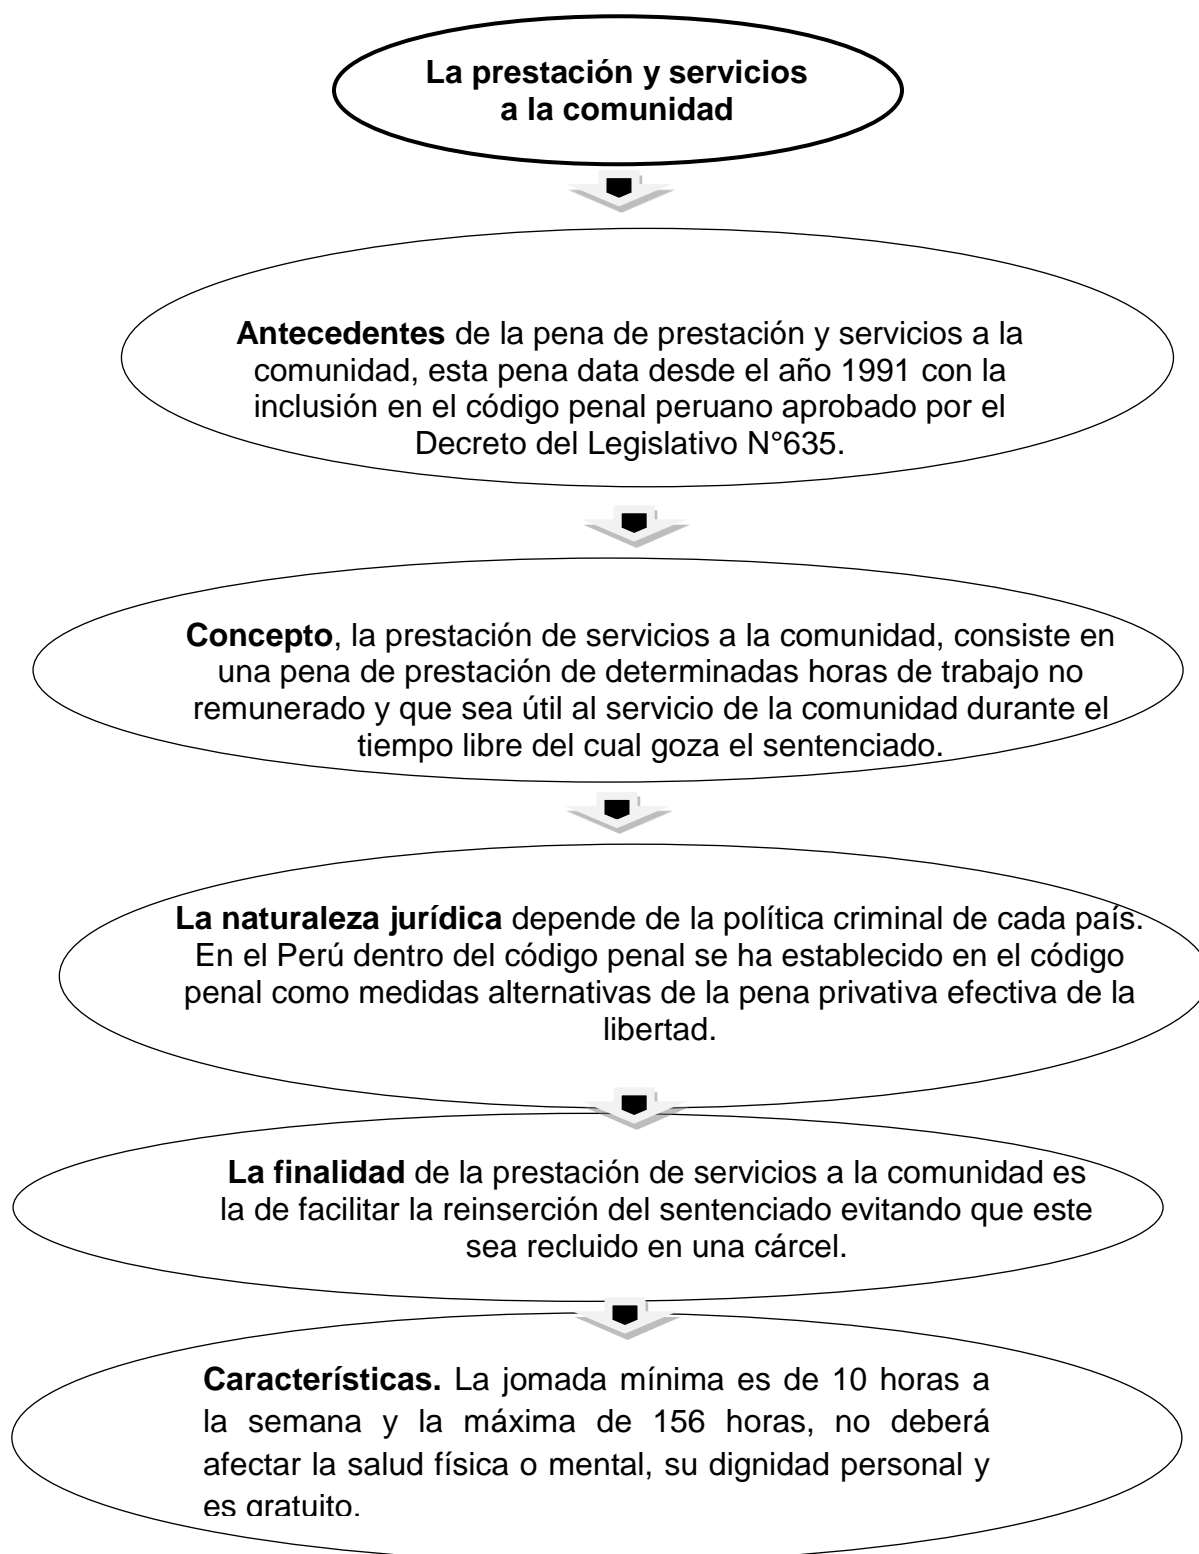 La prestación y servicios
a la comunidad
Antecedentes de la pena de prestación y servicios a la
comunidad, esta pena data desde el año 1991 con la
inclusión en el código penal peruano aprobado por el
Decreto del Legislativo N°635.
Concepto, la prestación de servicios a la comunidad, consiste en
una pena de prestación de determinadas horas de trabajo no
remunerado y que sea útil al servicio de la comunidad durante el
tiempo libre del cual goza el sentenciado.
La naturaleza jurídica depende de la política criminal de cada país.
En el Perú dentro del código penal se ha establecido en el código
penal como medidas alternativas de la pena privativa efectiva de la
libertad.
La finalidad de la prestación de servicios a la comunidad es
la de facilitar la reinserción del sentenciado evitando que este
sea recluido en una cárcel.
Características. La jomada mínima es de 10 horas a
la semana y la máxima de 156 horas, no deberá
afectar la salud física o mental, su dignidad personal y
es gratuito.